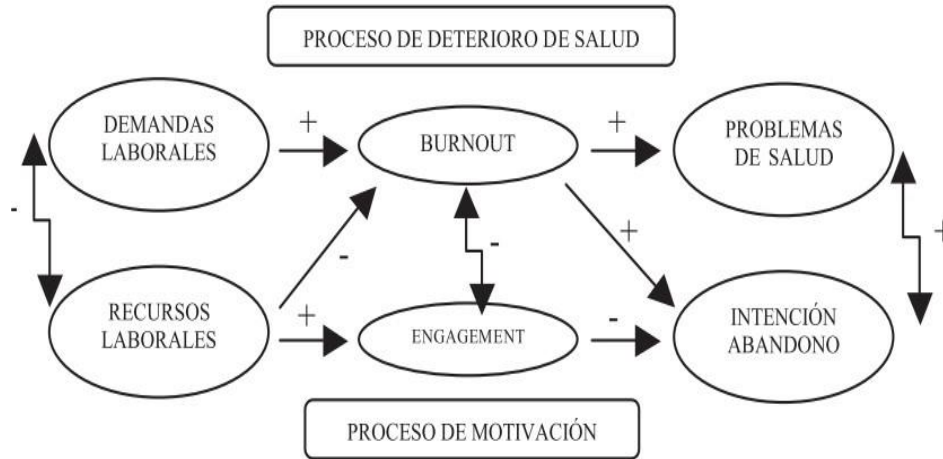 PROCESO DE DETERIORO DE SALUD
DEMANDAS
LABORALES
+
BURNOUT
+
PROBLEMAS
DE SALUD
-
-
-
+
+
RECURSOS
LABORALES
+
ENGAGEMENT
-
INTENCIÓN
ABANDONO
PROCESO DE MOTIVACIÓN